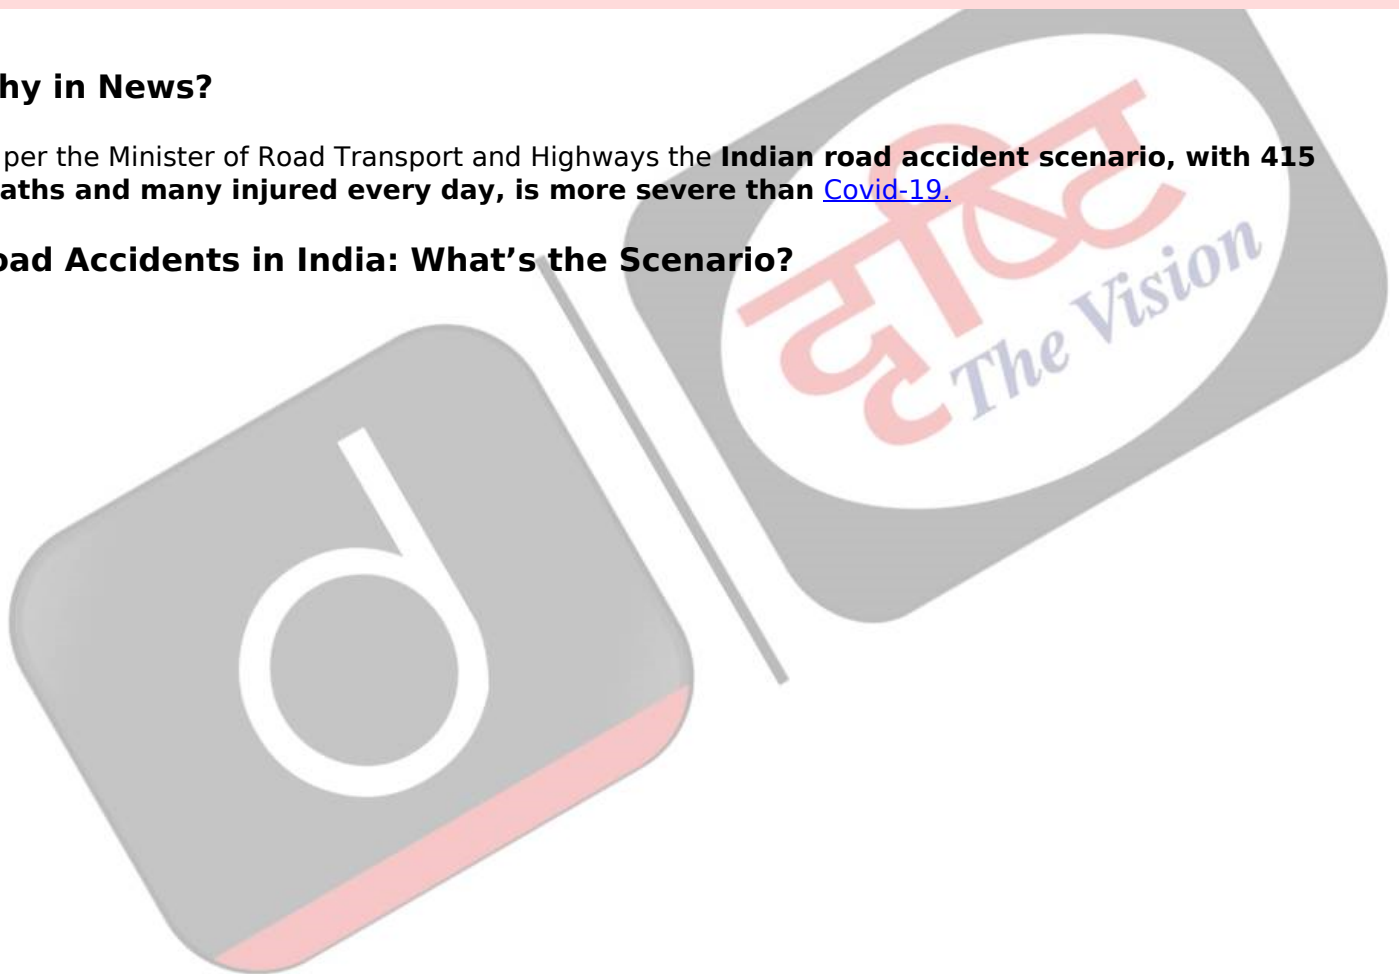 hy in News?
per the Minister of Road Transport and Highways the Indian road accident scenario, with 415
aths and many injured every day, is more severe than Covid-19.
oad Accidents in India: What’s the Scenario?
दृष्टि
The Vision
d